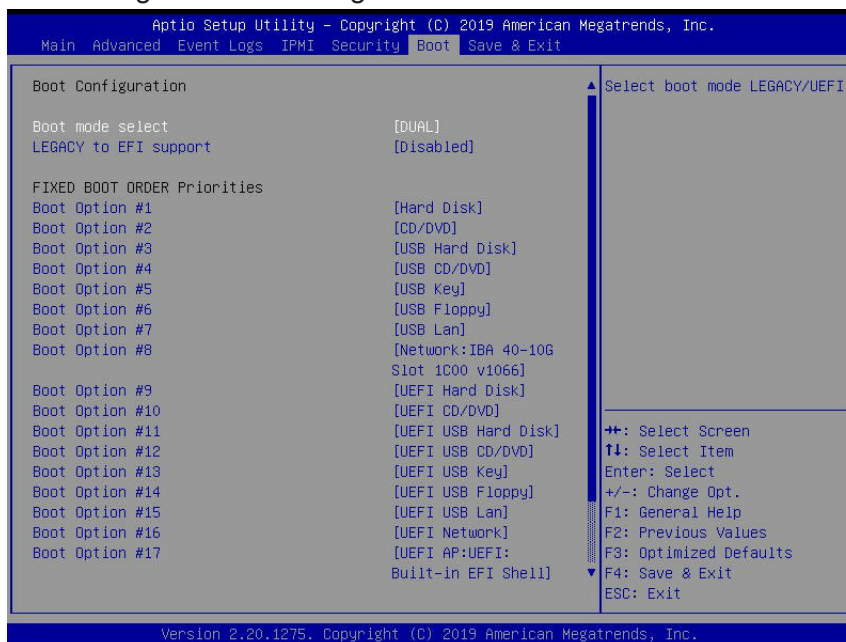 Aptio Setup Utility – Copyright (C) 2019 American Megatrends, Inc.
Main Advanced Event Logs IPMI Security Boot Save & Exit
Boot Configuration
Select boot mode LEGACY/UEFI
Boot mode select [DUAL]
LEGACY to EFI support [Disabled]
FIXED BOOT ORDER Priorities
Boot Option #1 [Hard Disk]
Boot Option #2 [CD/DVD]
Boot Option #3 [USB Hard Disk]
Boot Option #4 [USB CD/DVD]
Boot Option #5 [USB Key]
Boot Option #6 [USB Floppy]
Boot Option #7 [USB Lan]
Boot Option #8 [Network:IBA 40-10G
Slot 1C00 v1066]
Boot Option #9 [UEFI Hard Disk]
Boot Option #10 [UEFI CD/DVD]
Boot Option #11 [UEFI USB Hard Disk]
Boot Option #12 [UEFI USB CD/DVD]
Boot Option #13 [UEFI USB Key]
Boot Option #14 [UEFI USB Floppy]
Boot Option #15 [UEFI USB Lan]
Boot Option #16 [UEFI Network]
Boot Option #17 [UEFI AP:UEFI:
Built-in EFI Shell]
→←: Select Screen
↑↓: Select Item
Enter: Select
+/-: Change Opt.
F1: General Help
F2: Previous Values
F3: Optimized Defaults
F4: Save & Exit
ESC: Exit
Version 2.20.1275. Copyright (C) 2019 American Megatrends, Inc.